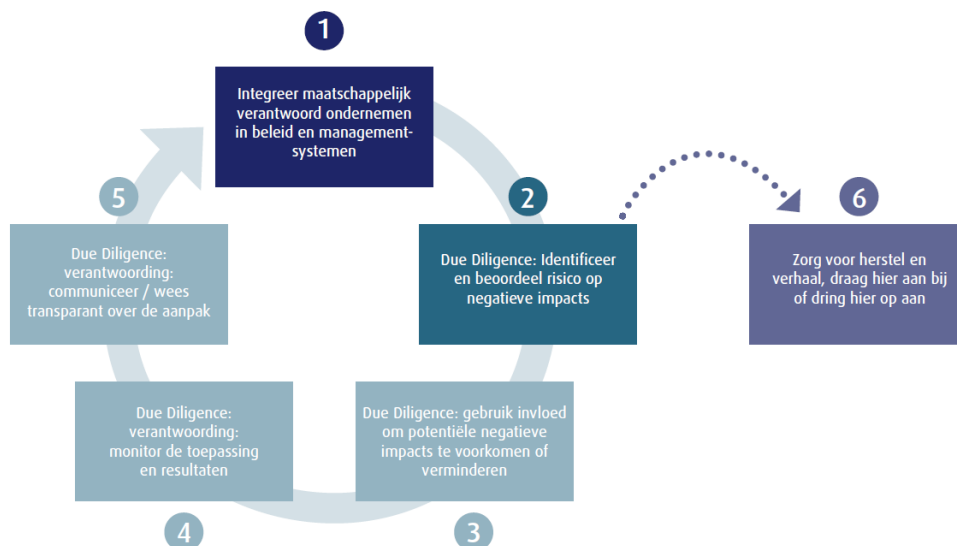 1
Integreer maatschappelijk
verantwoord ondernemen
in beleid en management-
systemen
2
Due Diligence: Identificeer
en beoordeel risico op
negatieve impacts
3
Due Diligence: gebruik invloed
om potentiële negatieve
impacts te voorkomen of
verminderen
4
Due Diligence:
verantwoording:
monitor de toepassing
en resultaten
5
Due Diligence:
verantwoording:
communiceer / wees
transparant over de aanpak
6
Zorg voor herstel en
verhaal, draag hier aan bij
of dring hier op aan